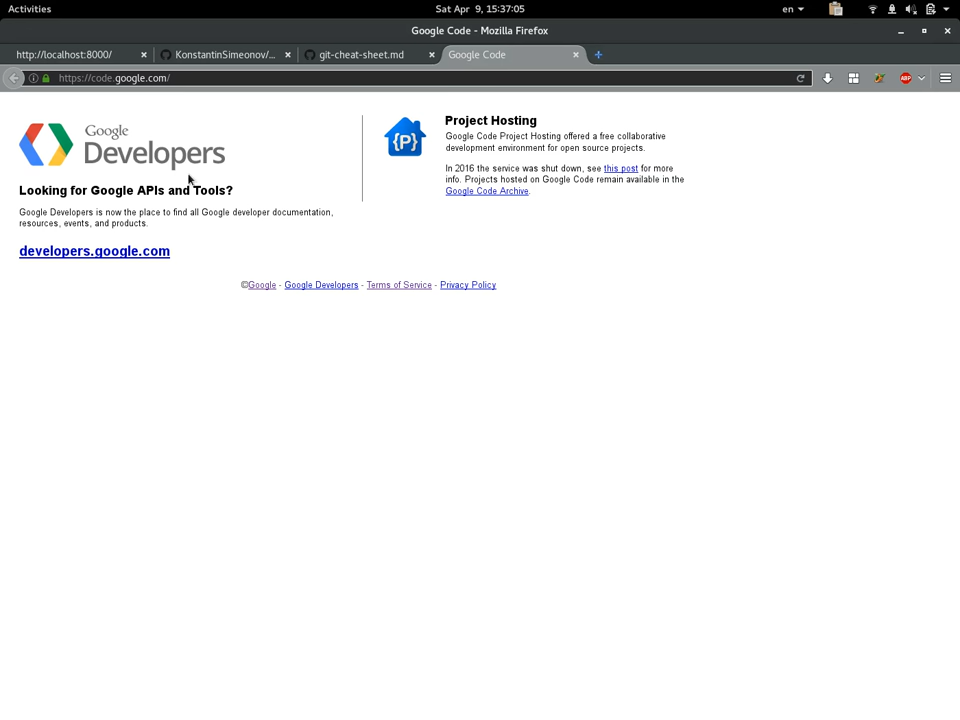 Activities
Sat Apr 9, 15:37:05
en
Google Code - Mozilla Firefox
http://localhost:8000/
KonstantinSimeonov/...
git-cheat-sheet.md
Google Code
https://code.google.com/
ABP
Google
Developers
Looking for Google APIs and Tools?
Google Developers is now the place to find all Google developer documentation,
resources, events, and products.
developers.google.com
{P}
Project Hosting
Google Code Project Hosting offered a free collaborative
development environment for open source projects.
In 2016 the service was shut down, see this post for more
info. Projects hosted on Google Code remain available in the
Google Code Archive.
©Google - Google Developers - Terms of Service - Privacy Policy